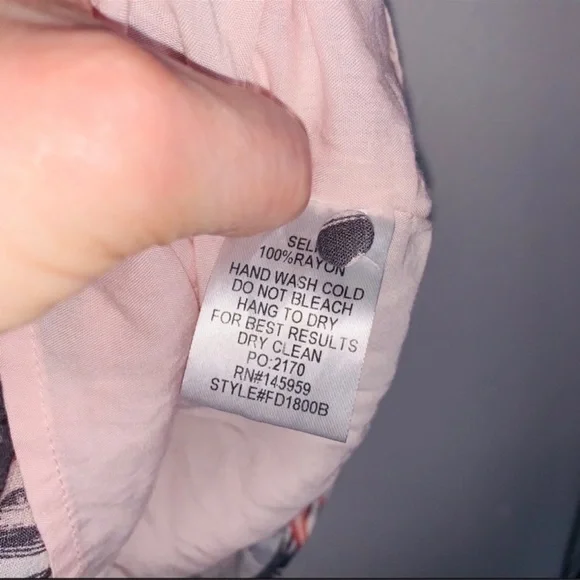 100%RAYON
HAND WASH COLD
DO NOT BLEACH
HANG TO DRY
FOR BEST RESULTS
DRY CLEAN
PO:2170
RN#145959
STYLE#FD1800B